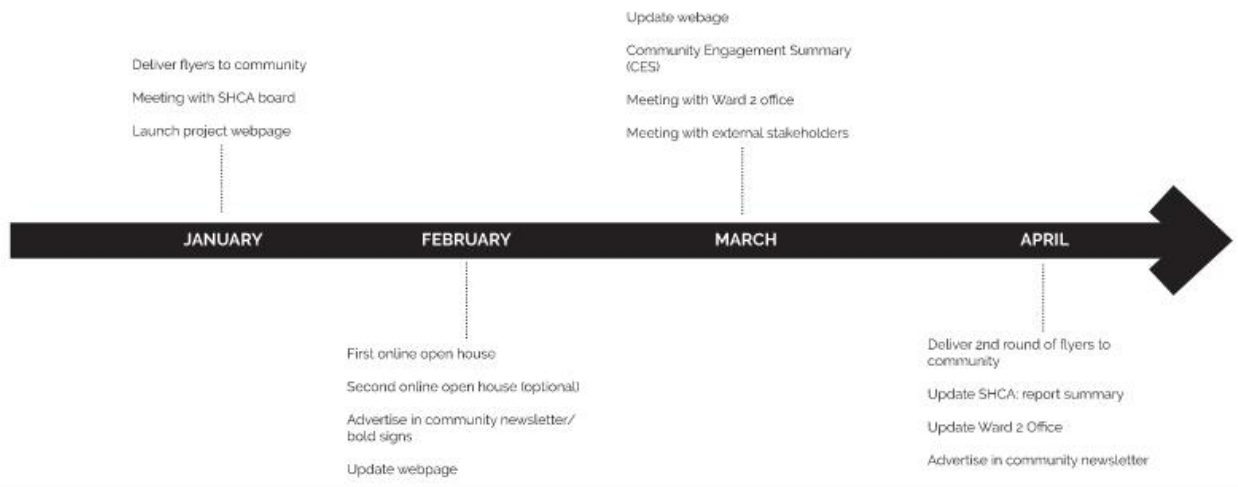 Update webage
Community Engagement Summary
(CES)
Meeting with Ward 2 office
Meeting with external stakeholders
Deliver flyers to community
Meeting with SHCA board
Launch project webpage
JANUARY
FEBRUARY
MARCH
APRIL
First online open house
Second online open house (optional)
Advertise in community newsletter/
bold signs
Update webpage
Deliver 2nd round of flyers to
community
Update SHCA: report summary
Update Ward 2 Office
Advertise in community newsletter